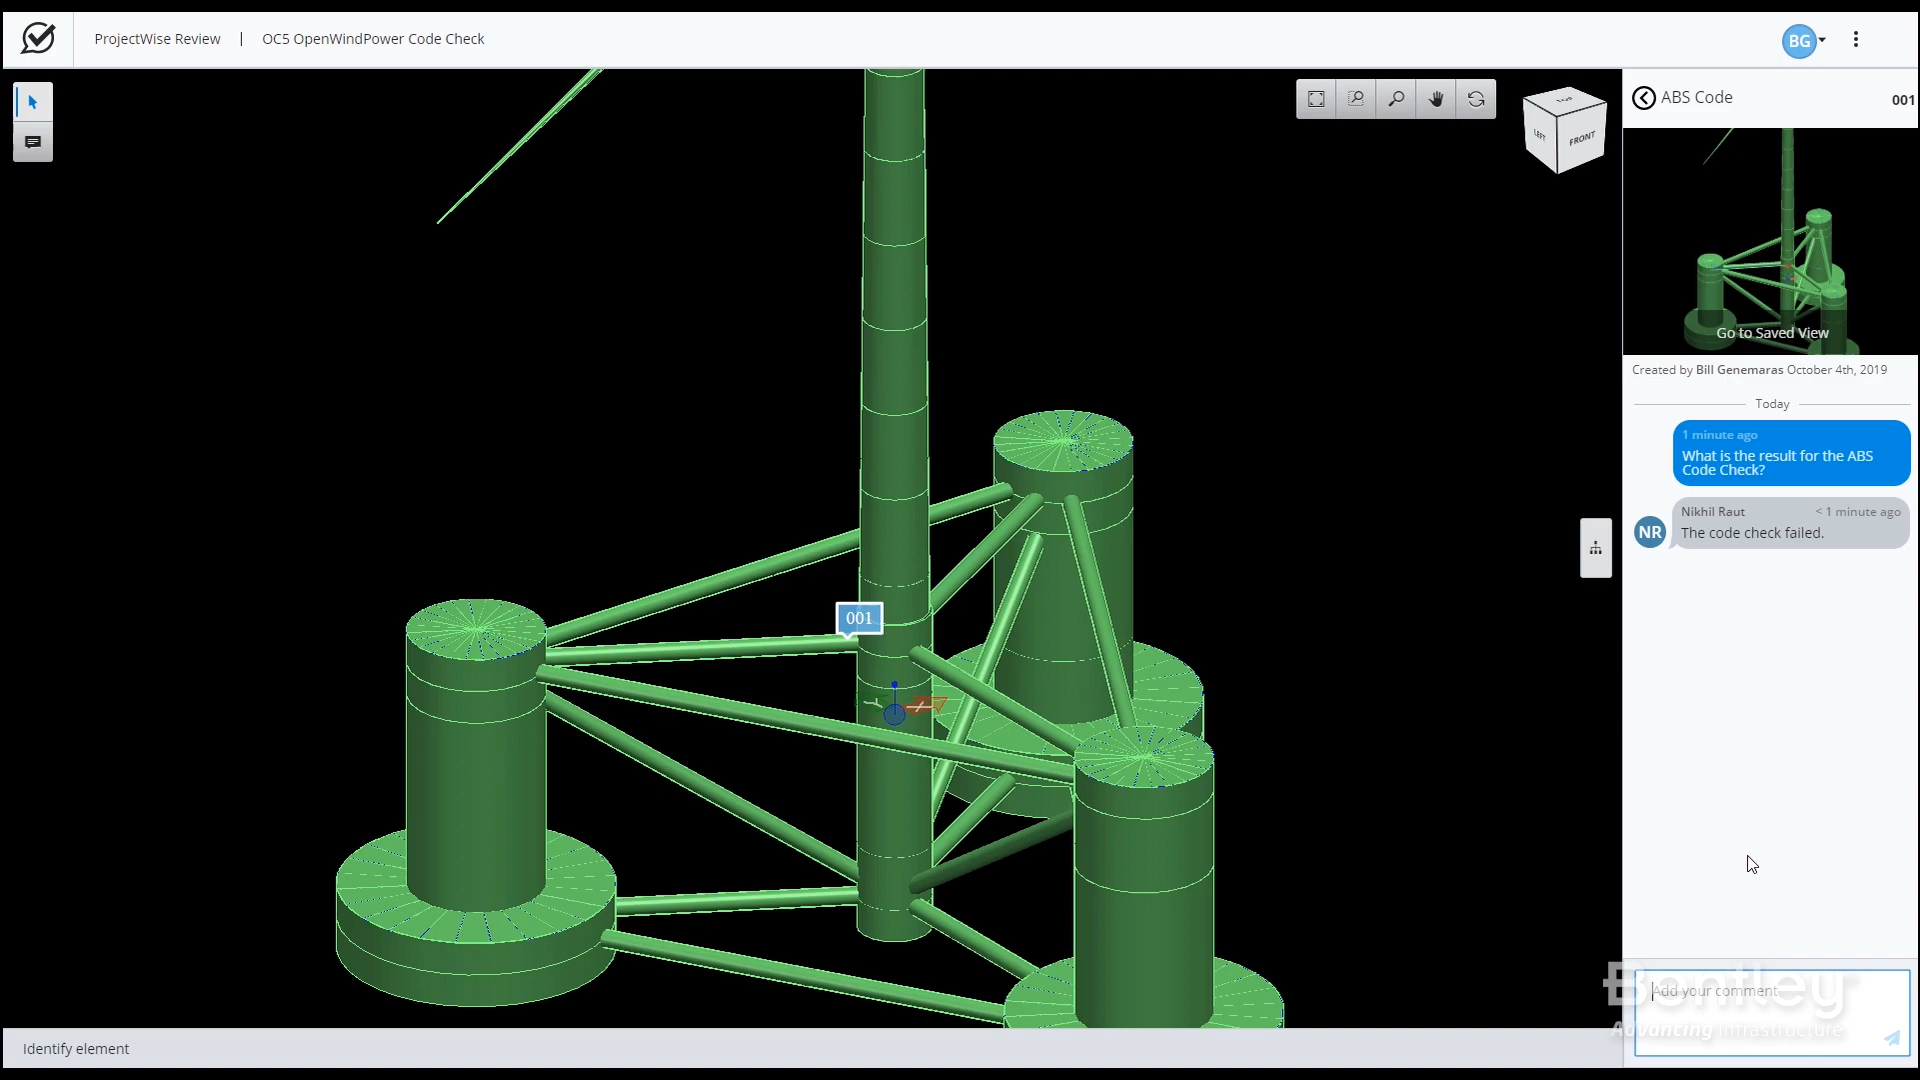 ProjectWise Review | OC5 OpenWindPower Code Check
BG
TOP
LEFT
FRONT
ABS Code
001
Go to Saved View
Created by Bill Genemaras October 4th, 2019
Today
1 minute ago
What is the result for the ABS
Code Check?
NR
Nikhil Raut
< 1 minute ago
The code check failed.
001
Add your comment
Bentley
Advancing Infrastructure
Identify element